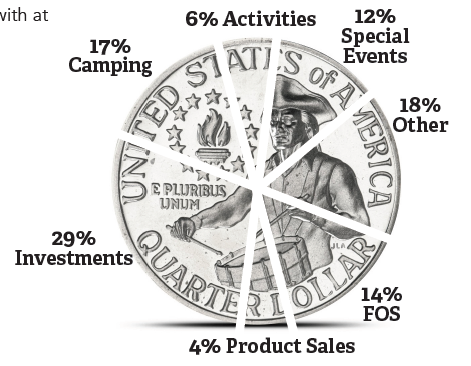 with at
6% Activities
12%
Special
Events
17%
Camping
18%
Other
UNITED STATES of AMERICA
E PLURIBUS
UNUM
JLA
29%
Investments
QUARTER DOLLAR
14%
FOS
4% Product Sales